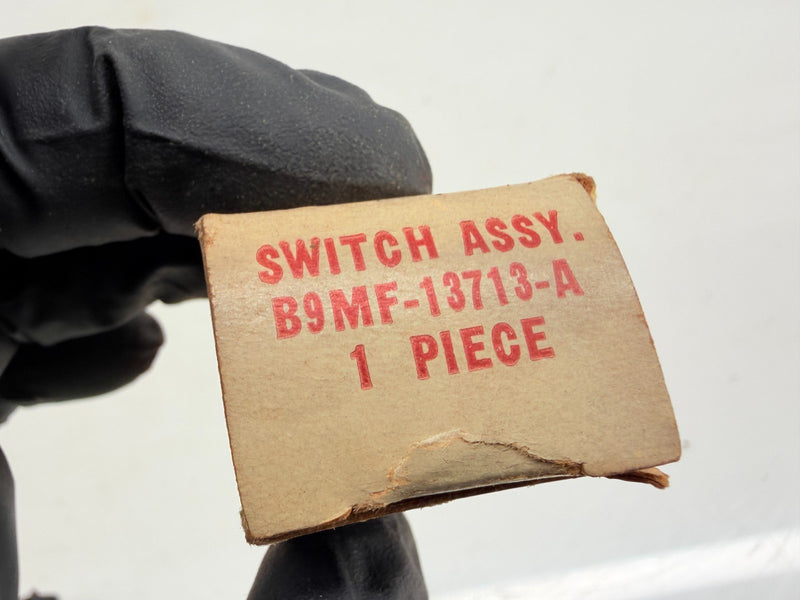 SWITCH ASSY.
B9MF-13713-A
1 PIECE